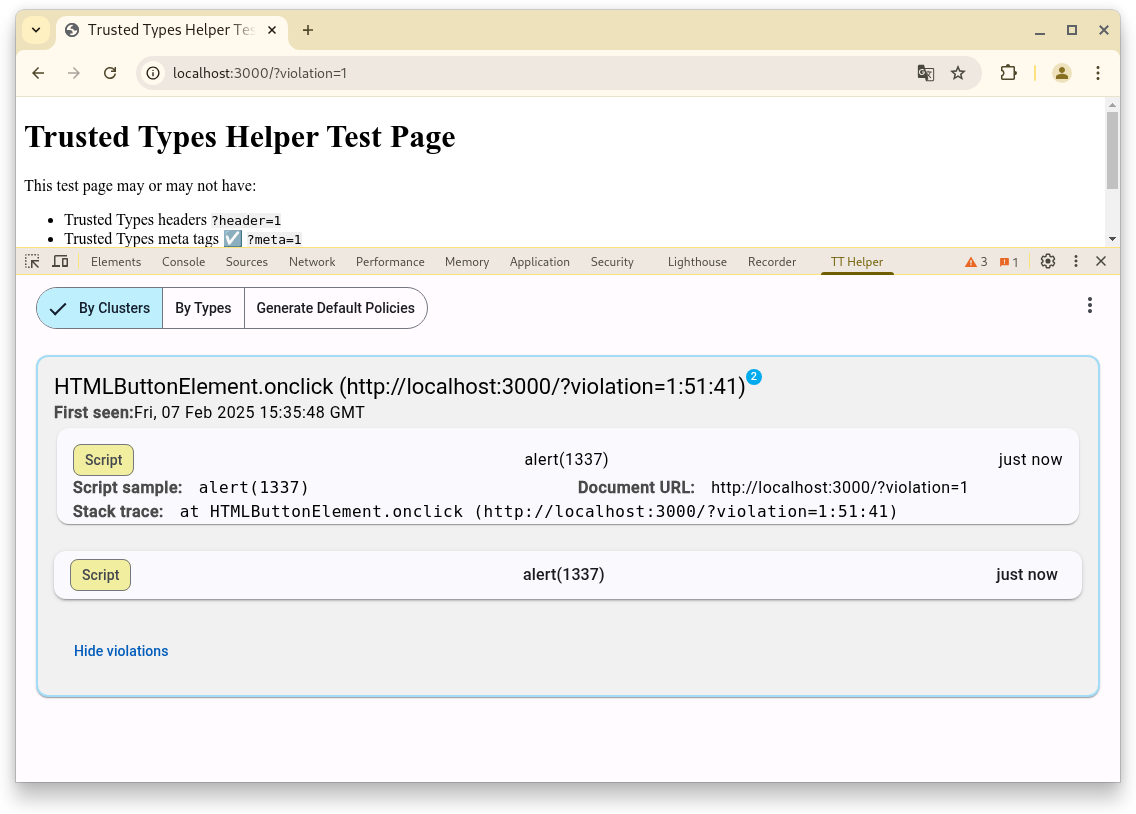 Trusted Types Helper Tes
localhost:3000/?violation=1
Trusted Types Helper Test Page
This test page may or may not have:
• Trusted Types headers ?header=1
• Trusted Types meta tags ☑ ?meta=1
Elements Console Sources Network Performance Memory Application Security Lighthouse Recorder TT Helper 3 1
By Clusters By Types Generate Default Policies
HTMLButtonElement.onclick (http://localhost:3000/?violation=1:51:41) 2
First seen:Fri, 07 Feb 2025 15:35:48 GMT
Script alert(1337) just now
Script sample: alert(1337) Document URL: http://localhost:3000/?violation=1
Stack trace: at HTMLButtonElement.onclick (http://localhost:3000/?violation=1:51:41)
Script alert(1337) just now
Hide violations